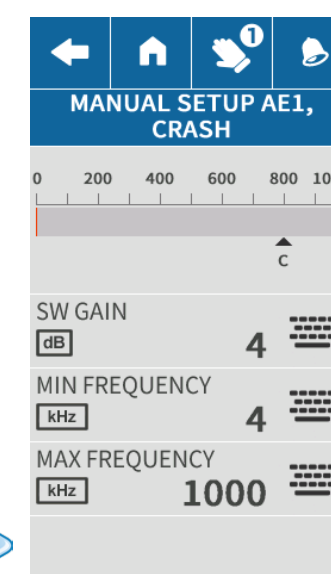 1
MANUAL SETUP AE1,
CRASH
0 200 400 600 800 10
C
SW GAIN
dB 4
MIN FREQUENCY
kHz 4
MAX FREQUENCY
kHz 1000